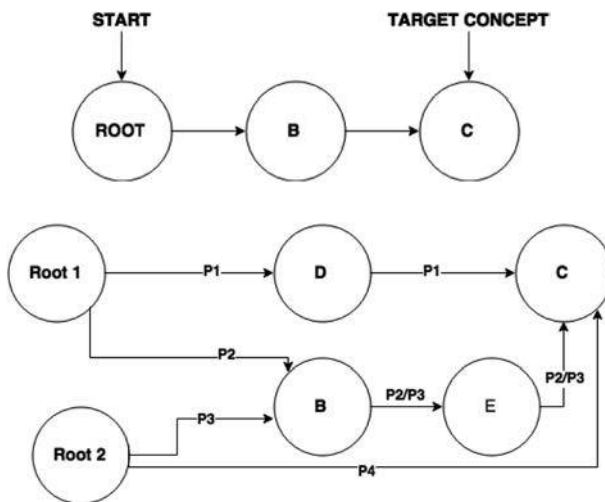 START
TARGET CONCEPT
ROOT
B
C
Root 1
P1
D
P1
C
P2
B
P2/P3
E
P2/P3
P3
Root 2
P4